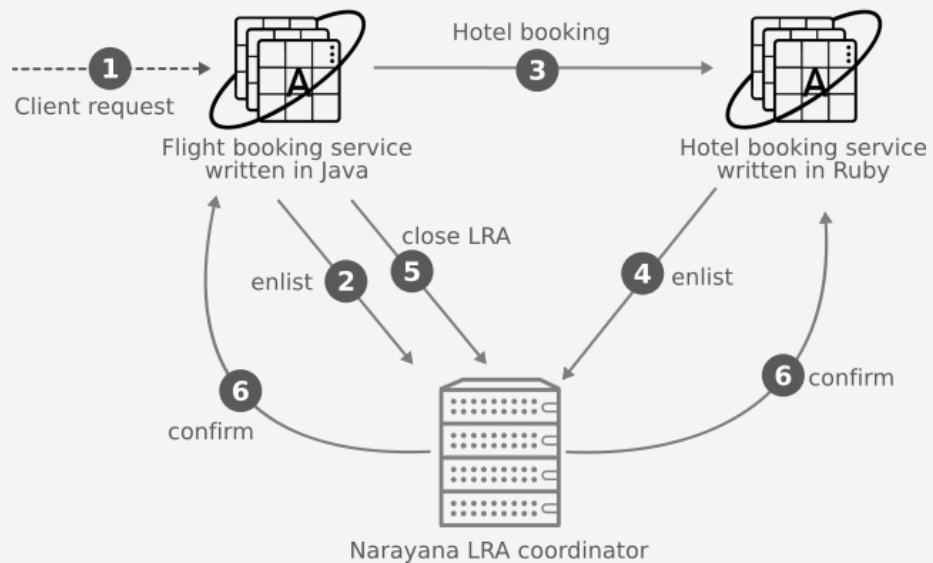 1
Client request
A
Flight booking service
written in Java
Hotel booking
3
A
Hotel booking service
written in Ruby
enlist
2
close LRA
5
4
enlist
6
confirm
6
confirm
Narayana LRA coordinator